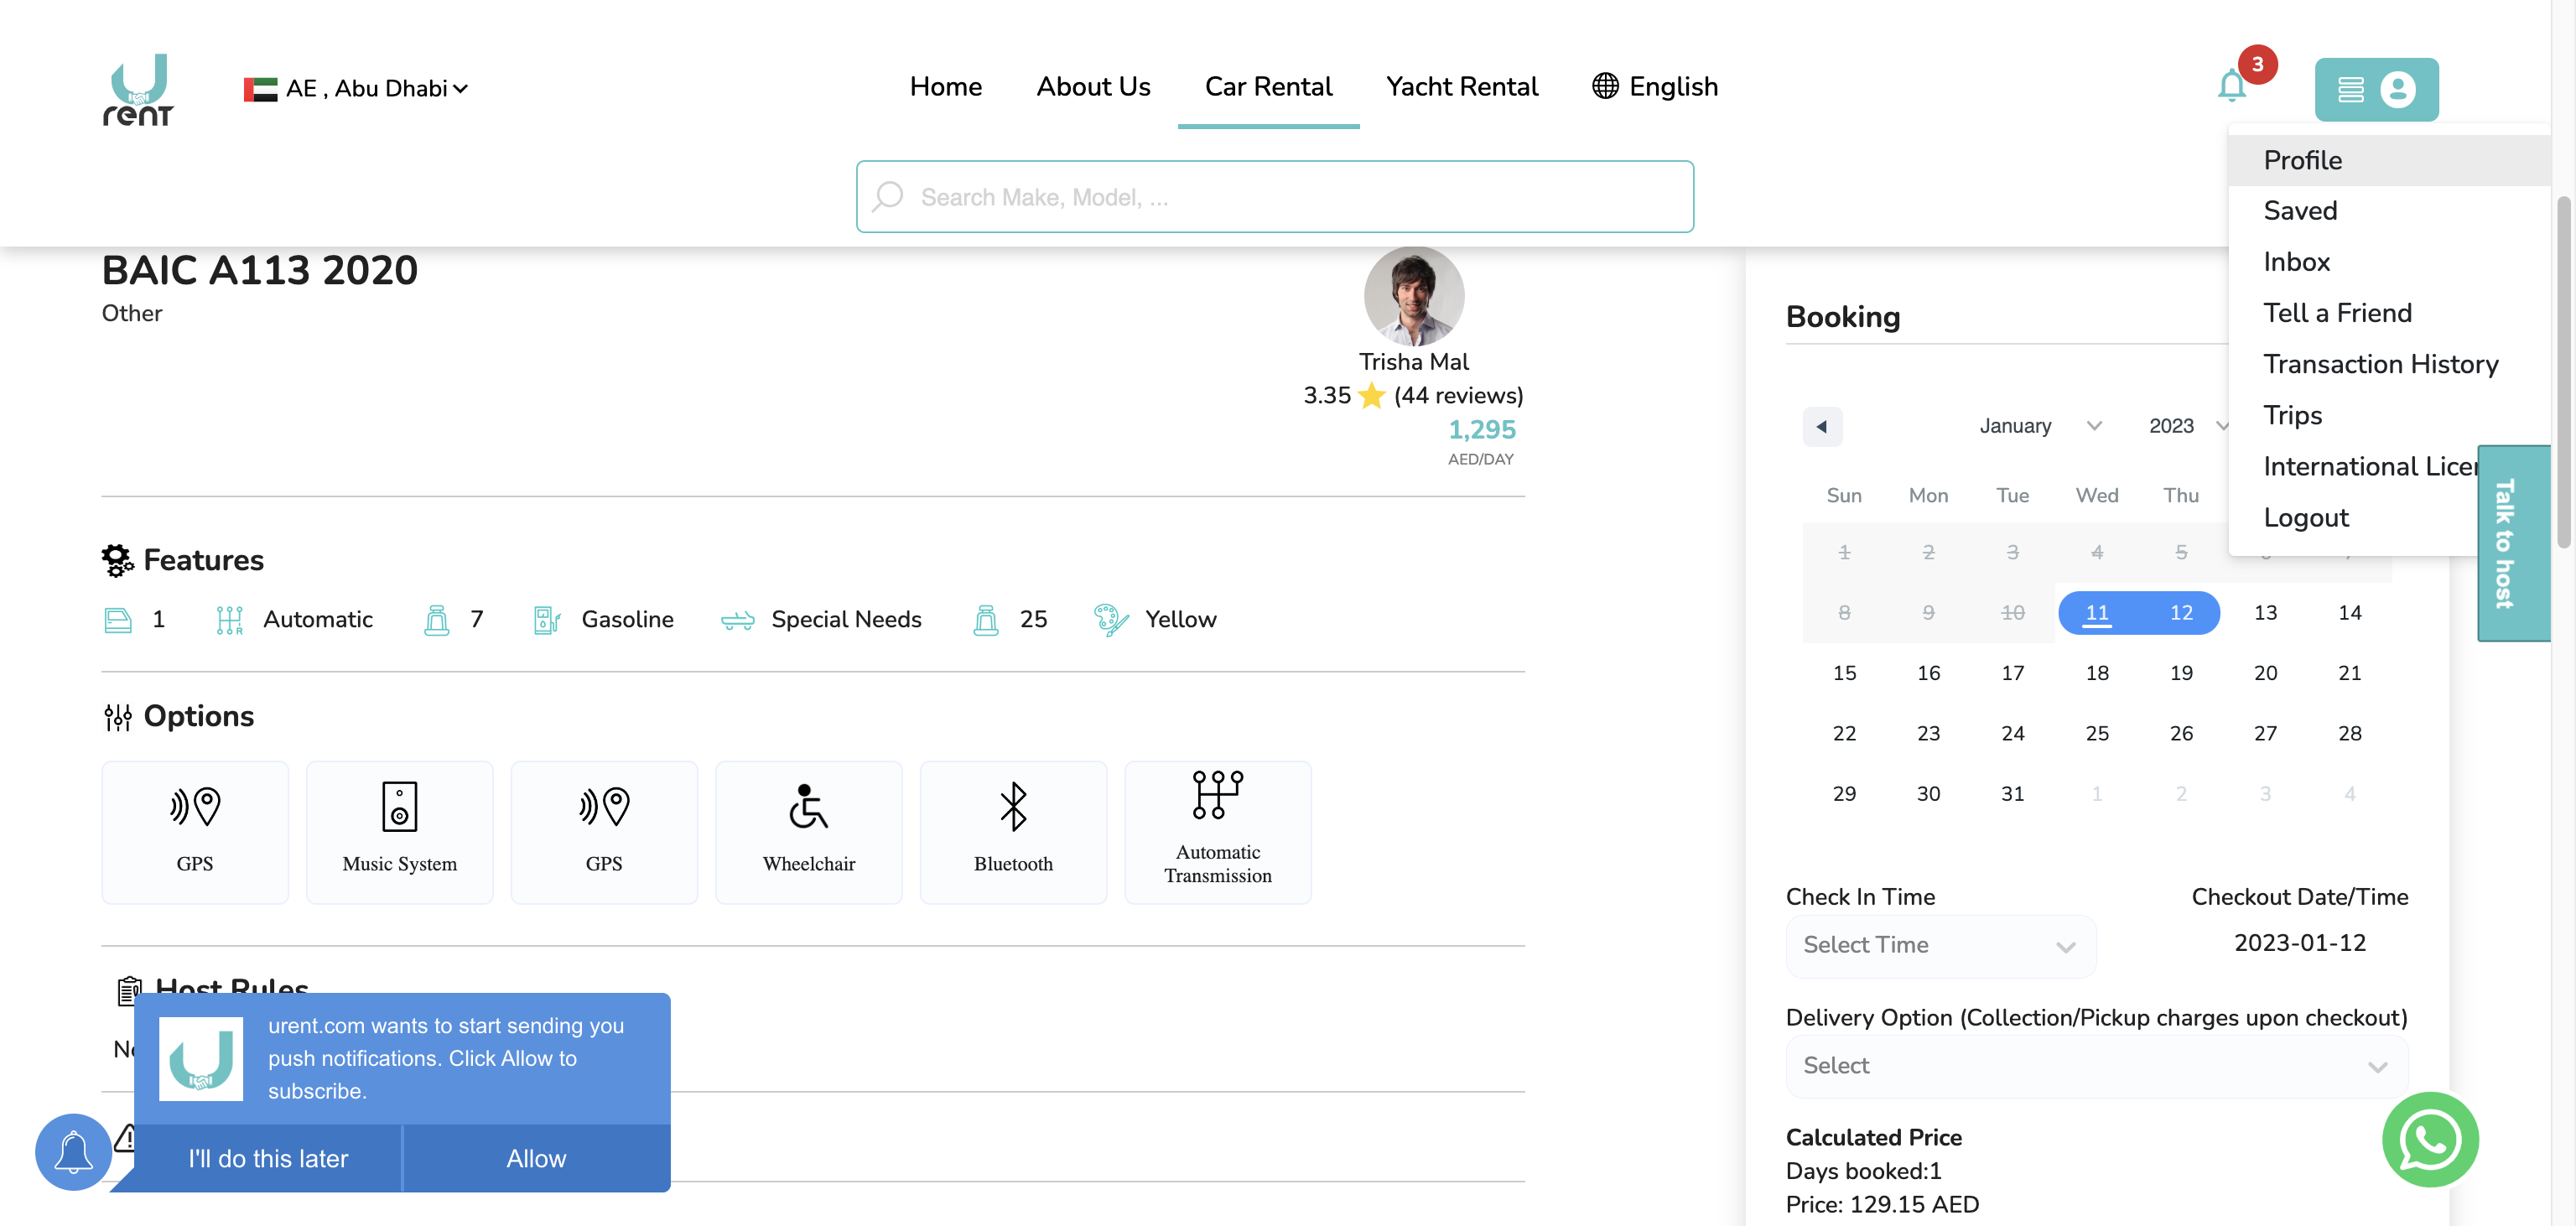 rent
AE , Abu Dhabi
Home
About Us
Car Rental
Yacht Rental
English
3
Search Make, Model, ...
Profile
Saved
Inbox
Tell a Friend
Transaction History
Trips
International Licen
Logout
Talk to host
BAIC A113 2020
Other
Trisha Mal
3.35 (44 reviews)
1,295
AED/DAY
Features
1
Automatic
7
Gasoline
Special Needs
25
Yellow
Options
GPS
Music System
GPS
Wheelchair
Bluetooth
Automatic
Transmission
Host Rules
urent.com wants to start sending you
push notifications. Click Allow to
subscribe.
I'll do this later
Allow
Booking
January
2023
Sun Mon Tue Wed Thu
1 2 3 4 5
8 9 10 11 12 13 14
15 16 17 18 19 20 21
22 23 24 25 26 27 28
29 30 31 1 2 3 4
Check In Time
Select Time
Checkout Date/Time
2023-01-12
Delivery Option (Collection/Pickup charges upon checkout)
Select
Calculated Price
Days booked:1
Price: 129.15 AED